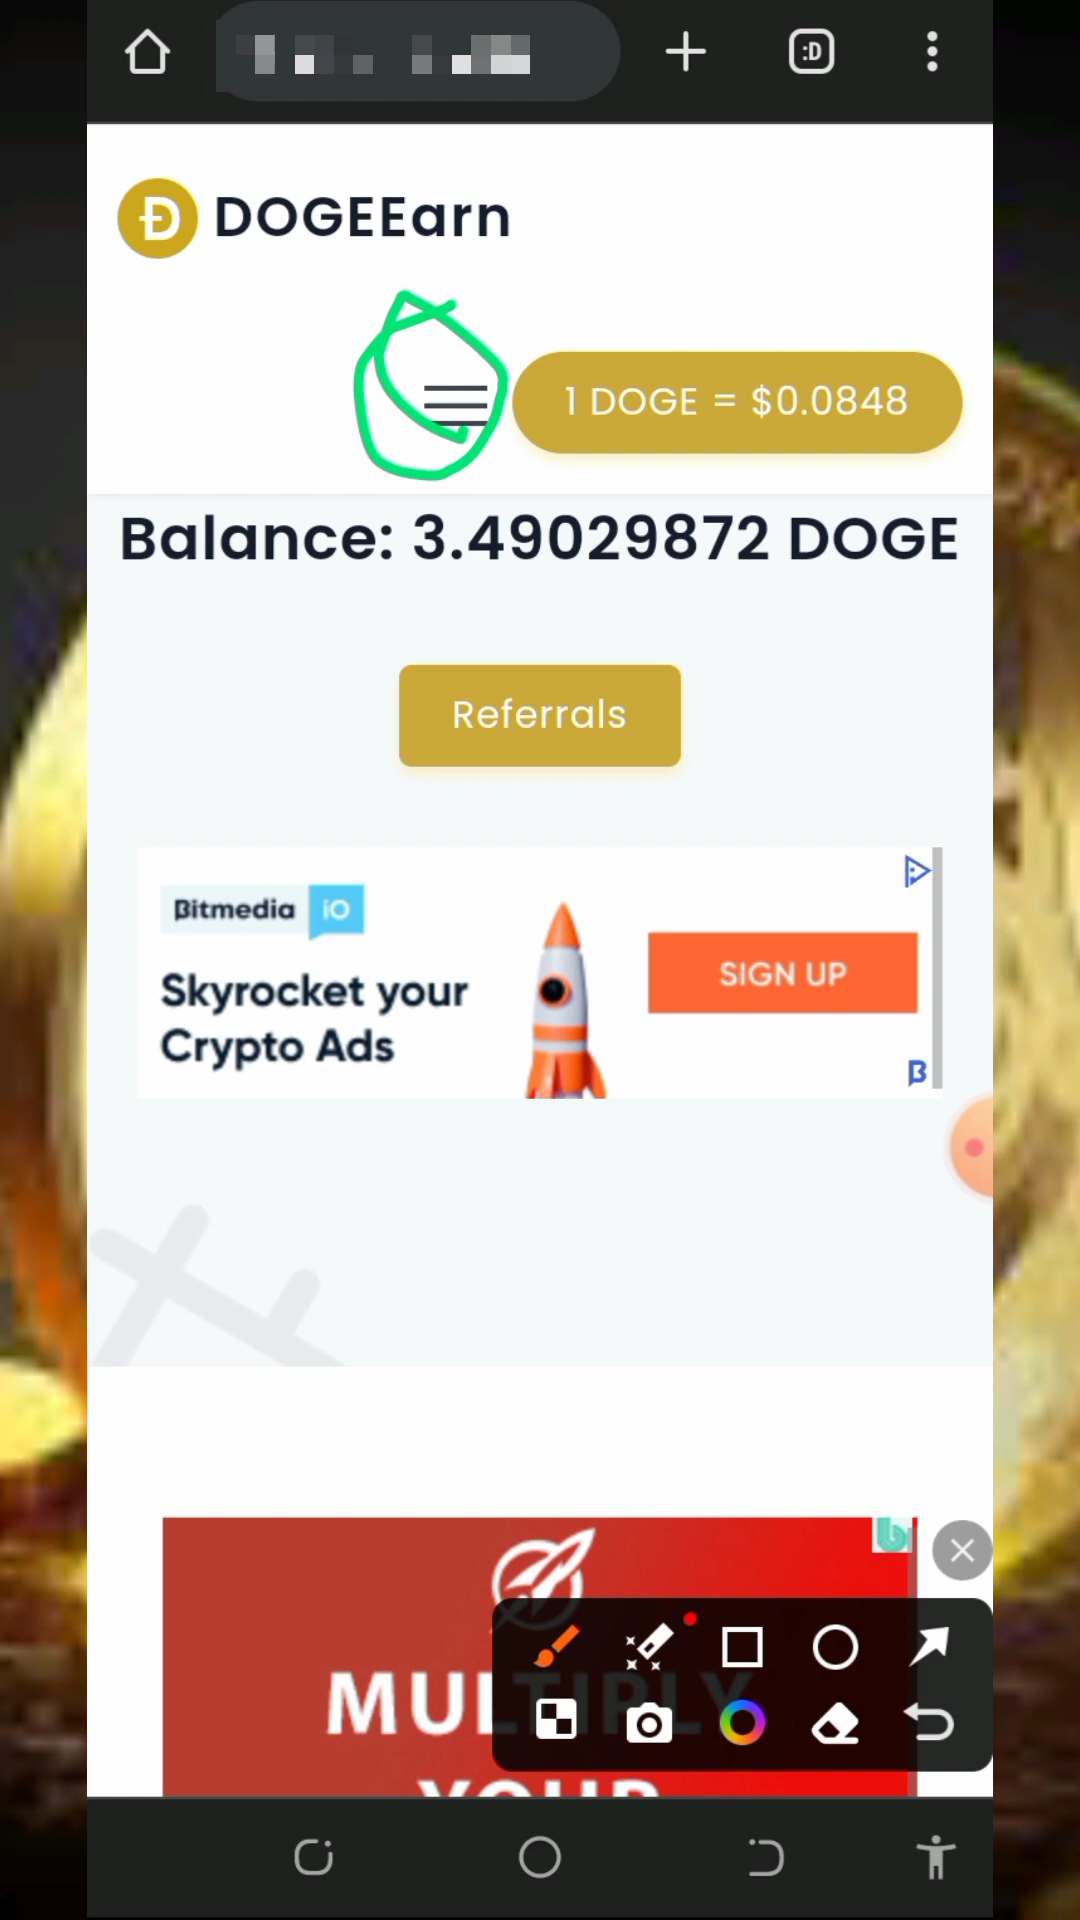 :D
DOGEEarn
1 DOGE = $0.0848
Balance: 3.49029872 DOGE
Referrals
Bitmedia iO
Skyrocket your
Crypto Ads
SIGN UP
MULTIPLY
YOUR